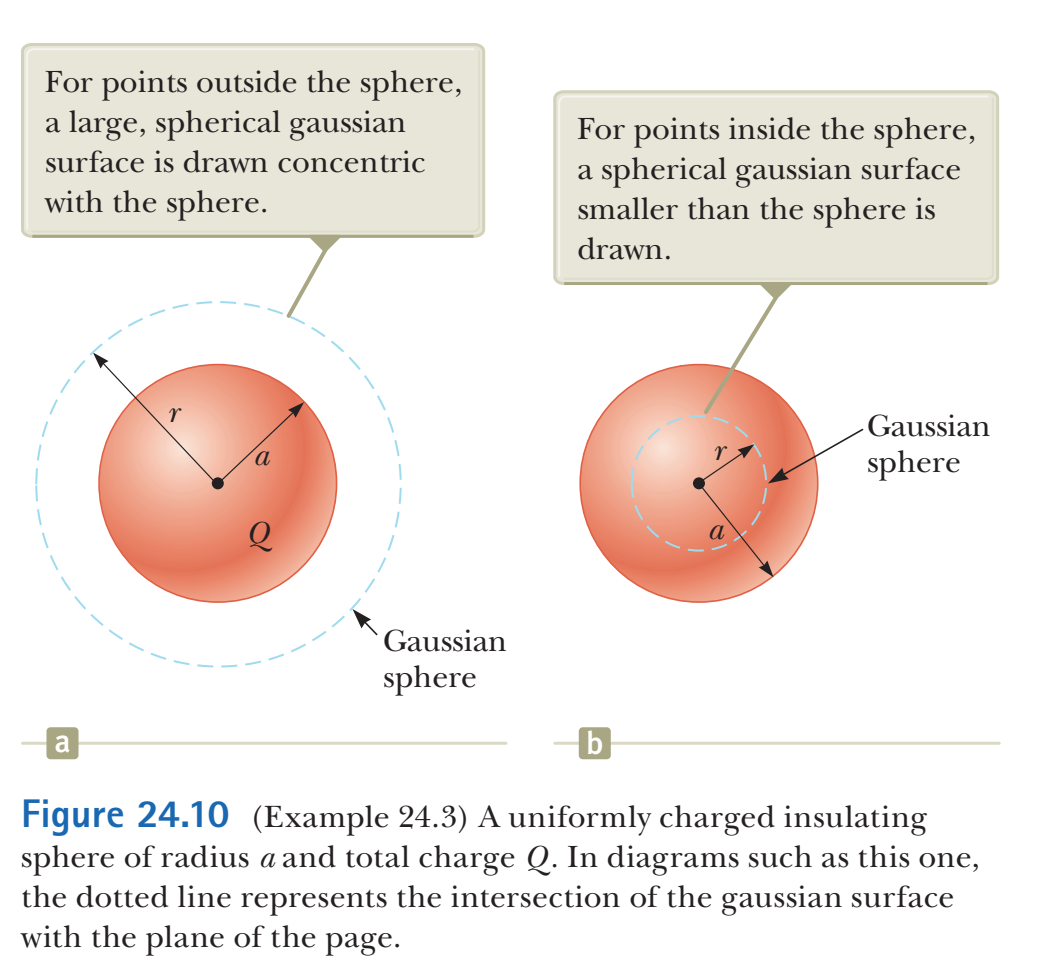 For points outside the sphere,
a large, spherical gaussian
surface is drawn concentric
with the sphere.
r
a
Q
Gaussian
sphere
a
For points inside the sphere,
a spherical gaussian surface
smaller than the sphere is
drawn.
r
a
Gaussian
sphere
b
Figure 24.10 (Example 24.3) A uniformly charged insulating
sphere of radius a and total charge Q. In diagrams such as this one,
the dotted line represents the intersection of the gaussian surface
with the plane of the page.